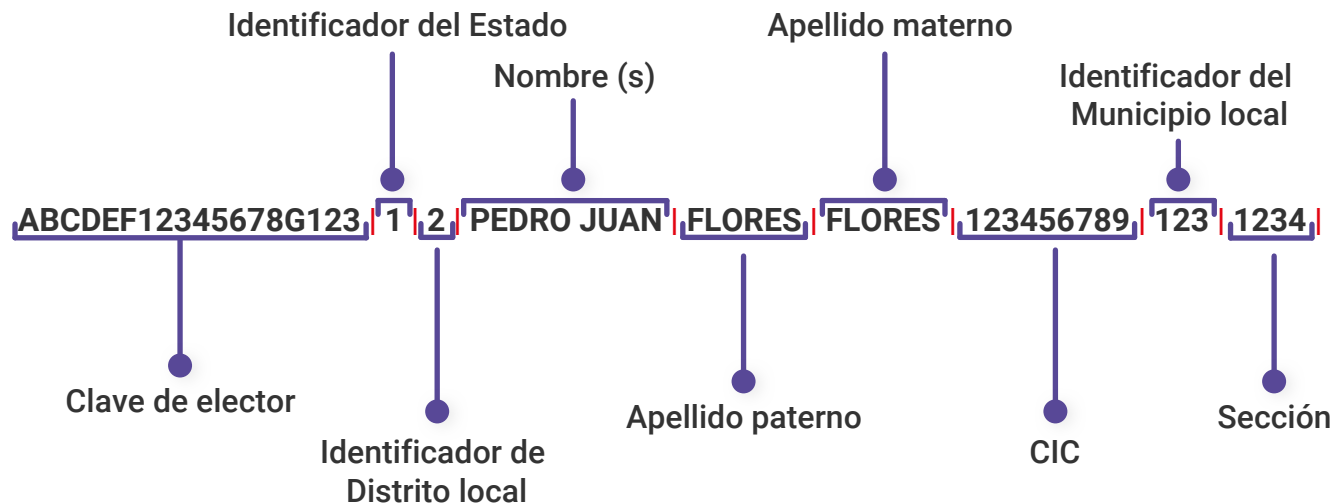 Identificador del Estado
Apellido materno
Nombre (s)
Identificador del
Municipio local
ABCDEF12345678G123|1|2|PEDRO JUAN|FLORES|FLORES|123456789|123|1234|
Clave de elector
Apellido paterno
Sección
Identificador de
Distrito local
CIC